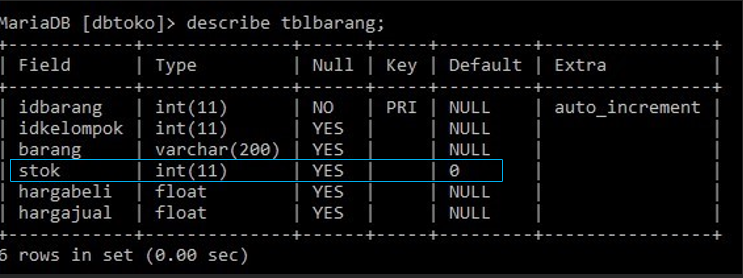 MariaDB [dbtoko]> describe tblbarang;
+------------+--------------+------+-----+---------+----------------+
| Field      | Type         | Null | Key | Default | Extra          |
+------------+--------------+------+-----+---------+----------------+
| idbarang   | int(11)      | NO   | PRI | NULL    | auto_increment |
| idkelompok | int(11)      | YES  |     | NULL    |                |
| barang     | varchar(200) | YES  |     | NULL    |                |
| stok       | int(11)      | YES  |     | 0       |                |
| hargabeli  | float        | YES  |     | NULL    |                |
| hargajual  | float        | YES  |     | NULL    |                |
+------------+--------------+------+-----+---------+----------------+
6 rows in set (0.00 sec)